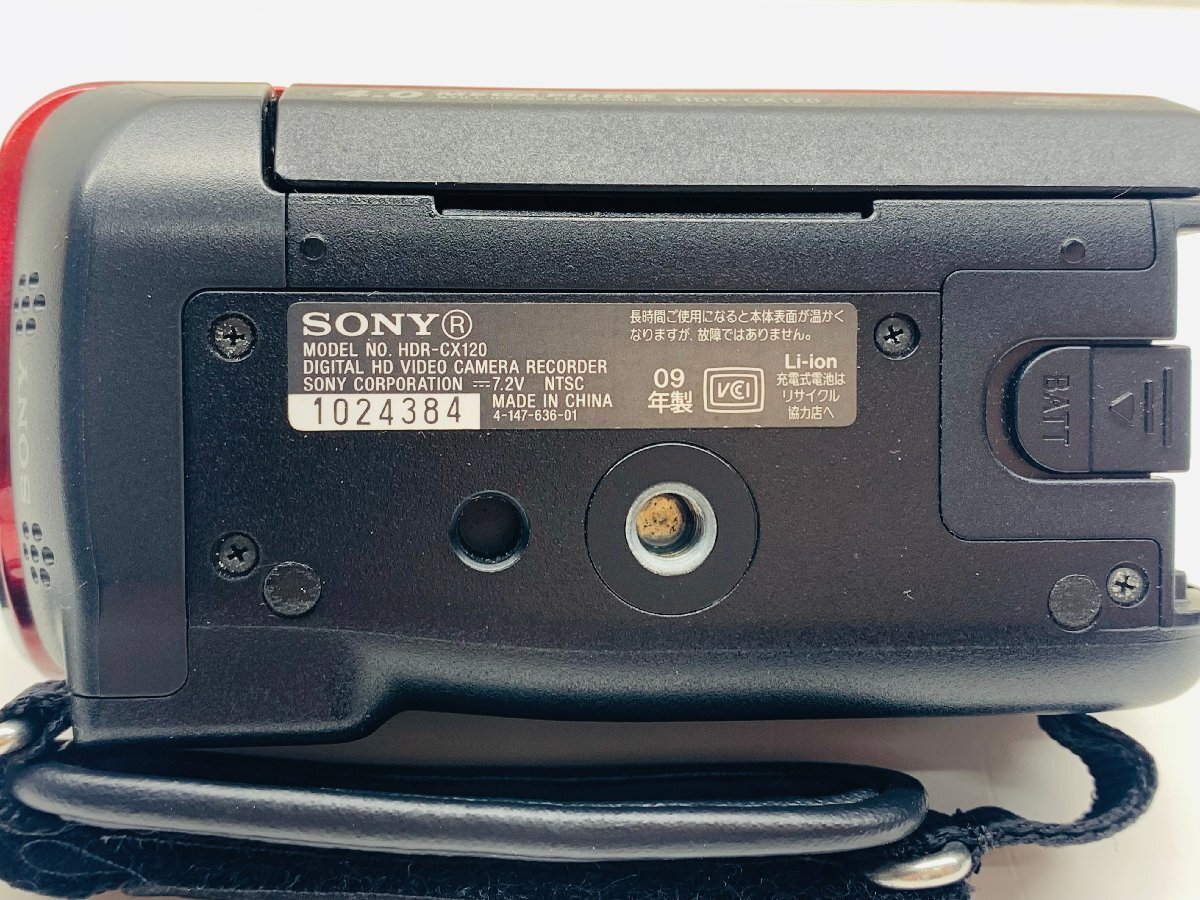 4.0 MEGA PIXELS HDR-CX120
SONY®
MODEL NO. HDR-CX120
DIGITAL HD VIDEO CAMERA RECORDER
SONY CORPORATION ⎓7.2V NTSC
1024384
MADE IN CHINA
4-147-636-01
長時間ご使用になると本体表面が温かく
なりますが、故障ではありません。
09
年製
VCCI
Li-ion
充電式電池は
リサイクル
協力店へ
BATT
SONY